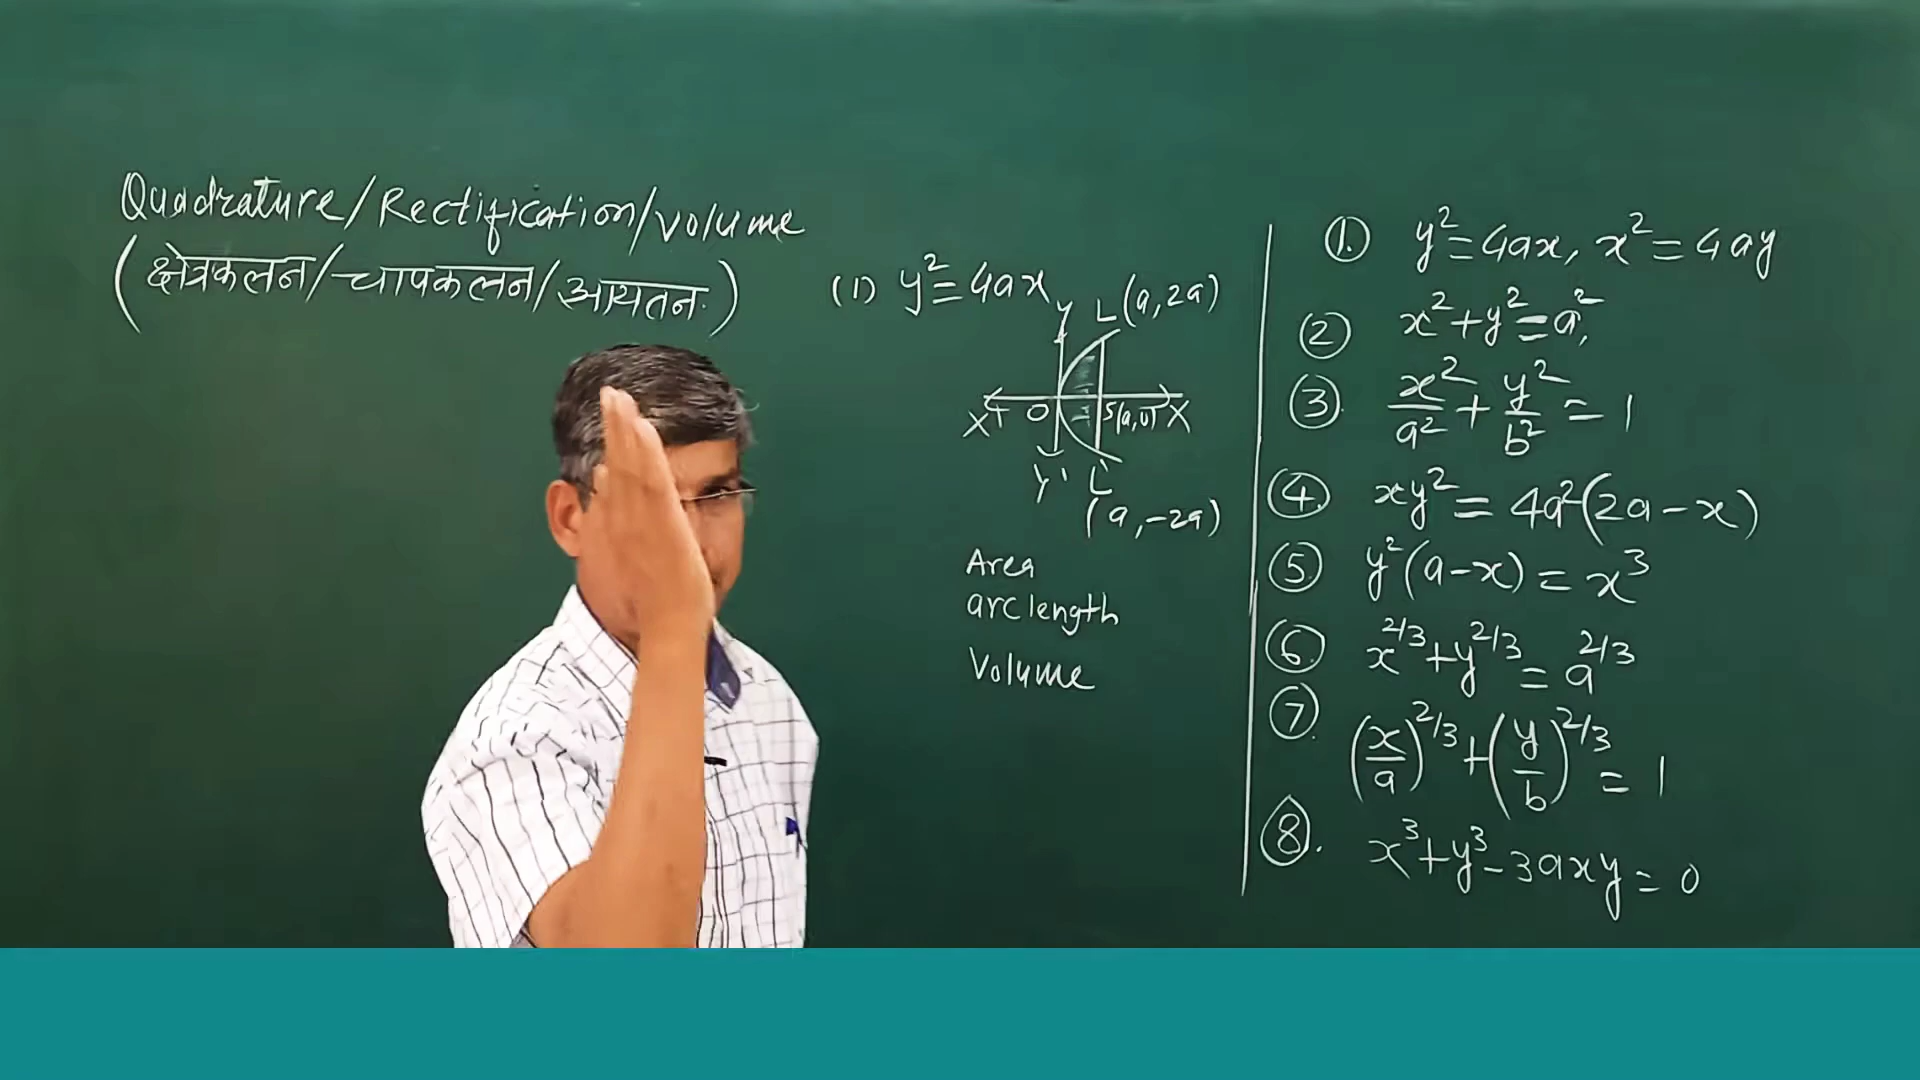 Quadrature/Rectification/volume
(क्षेत्रकलन/चापकलन/आयतन)
(1) y²=4ax
Y L(a,2a)
X' O S(a,0) X
Y' L'
(a,-2a)
Area
arc length
Volume
1. y²=4ax, x²=4ay
2 x²+y²=a²,
3. x²/a²+y²/b²=1
4. xy²=4a²(2a-x)
5. y²(a-x)=x³
6. x^2/3+y^2/3=a^2/3
7. (x/a)^2/3+(y/b)^2/3=1
8. x³+y³-3axy=0